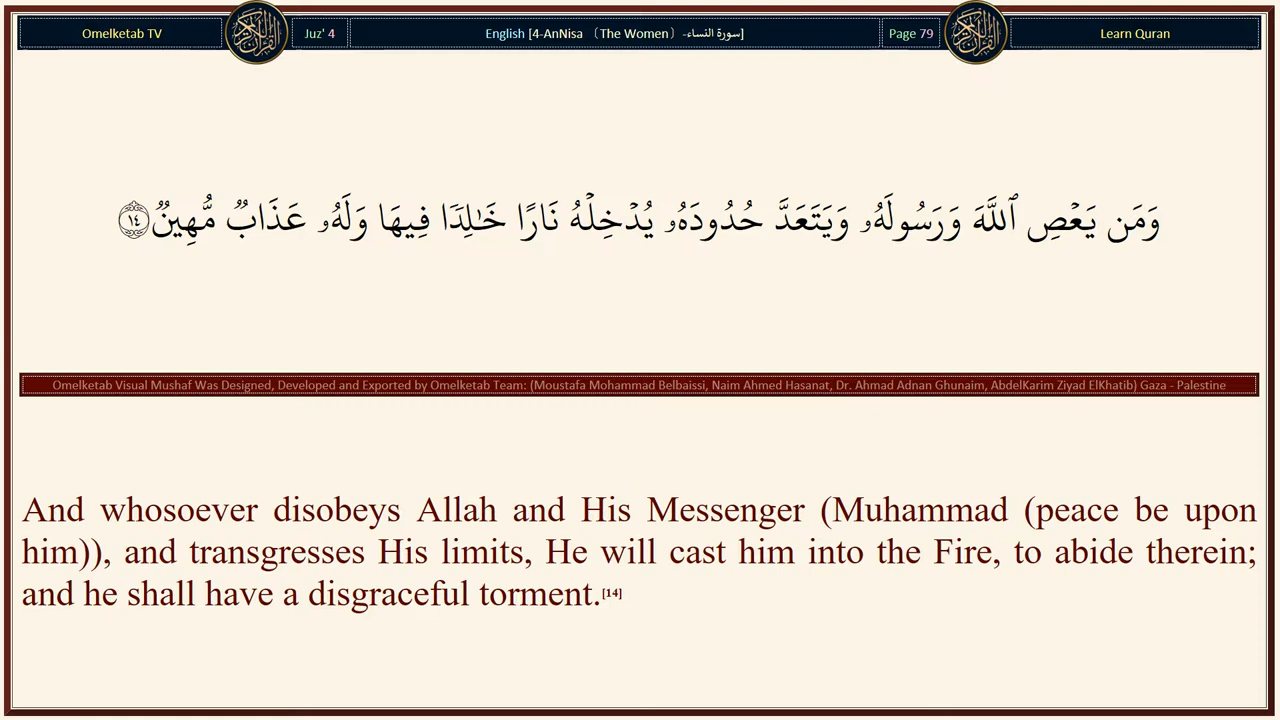 Omelketab TV
Juz' 4
English [4-AnNisa 〔The Women〕-سورة النساء]
Page 79
Learn Quran
وَمَن يَعۡصِ ٱللَّهَ وَرَسُولَهُۥ وَيَتَعَدَّ حُدُودَهُۥ يُدۡخِلۡهُ نَارًا خَٰلِدٗا فِيهَا وَلَهُۥ عَذَابٞ مُّهِينٞ ١٤
Omelketab Visual Mushaf Was Designed, Developed and Exported by Omelketab Team: (Moustafa Mohammad Belbaissi, Naim Ahmed Hasanat, Dr. Ahmad Adnan Ghunaim, AbdelKarim Ziyad ElKhatib) Gaza - Palestine
And whosoever disobeys Allah and His Messenger (Muhammad (peace be upon
him)), and transgresses His limits, He will cast him into the Fire, to abide therein;
and he shall have a disgraceful torment.[14]